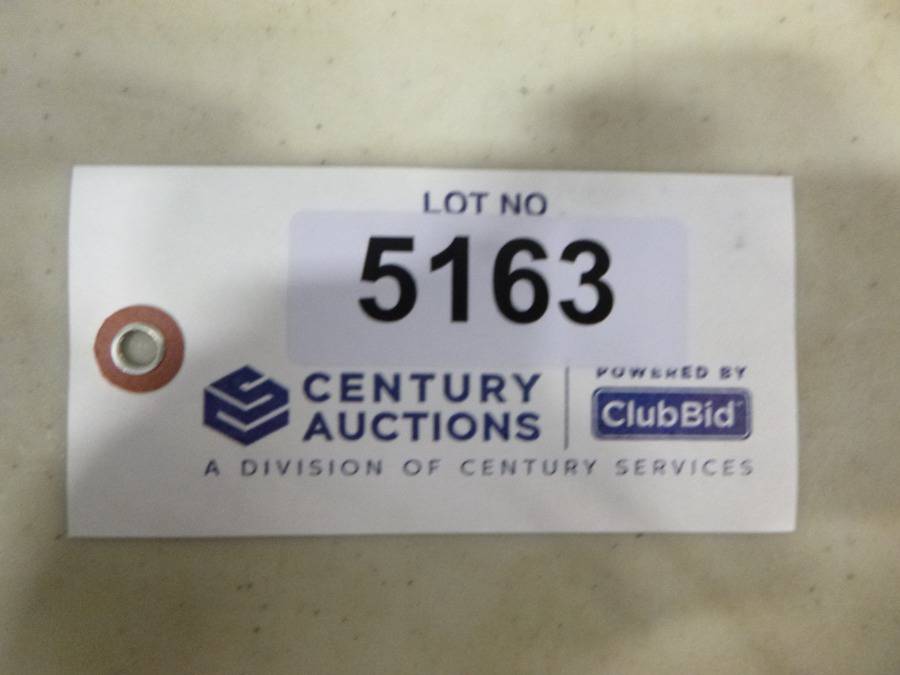 LOT NO
5163
CENTURY
AUCTIONS
POWERED BY
ClubBid
A DIVISION OF CENTURY SERVICES